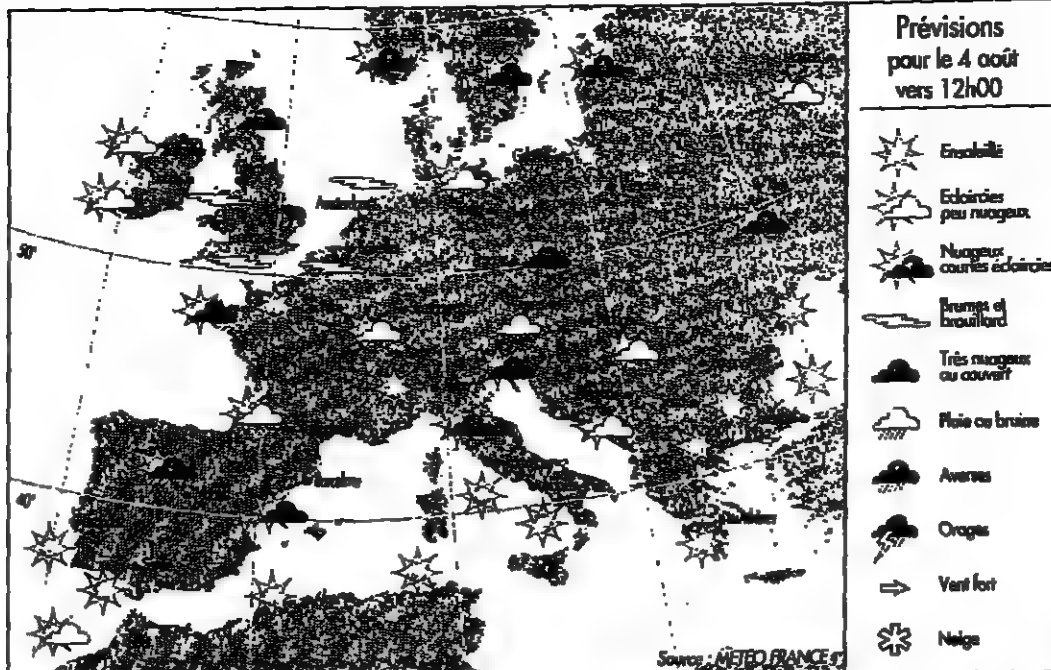 Prévisions
pour le 4 août
vers 12h00
Ensoleillé
Eclaircies
peu nuageux
Nuageux
courtes éclaircies
Brumes et
brouillard
Très nuageux
ou couvert
Pluie ou bruine
Averses
Orages
Vent fort
Neige
50°
40°
Source : METEO FRANCE